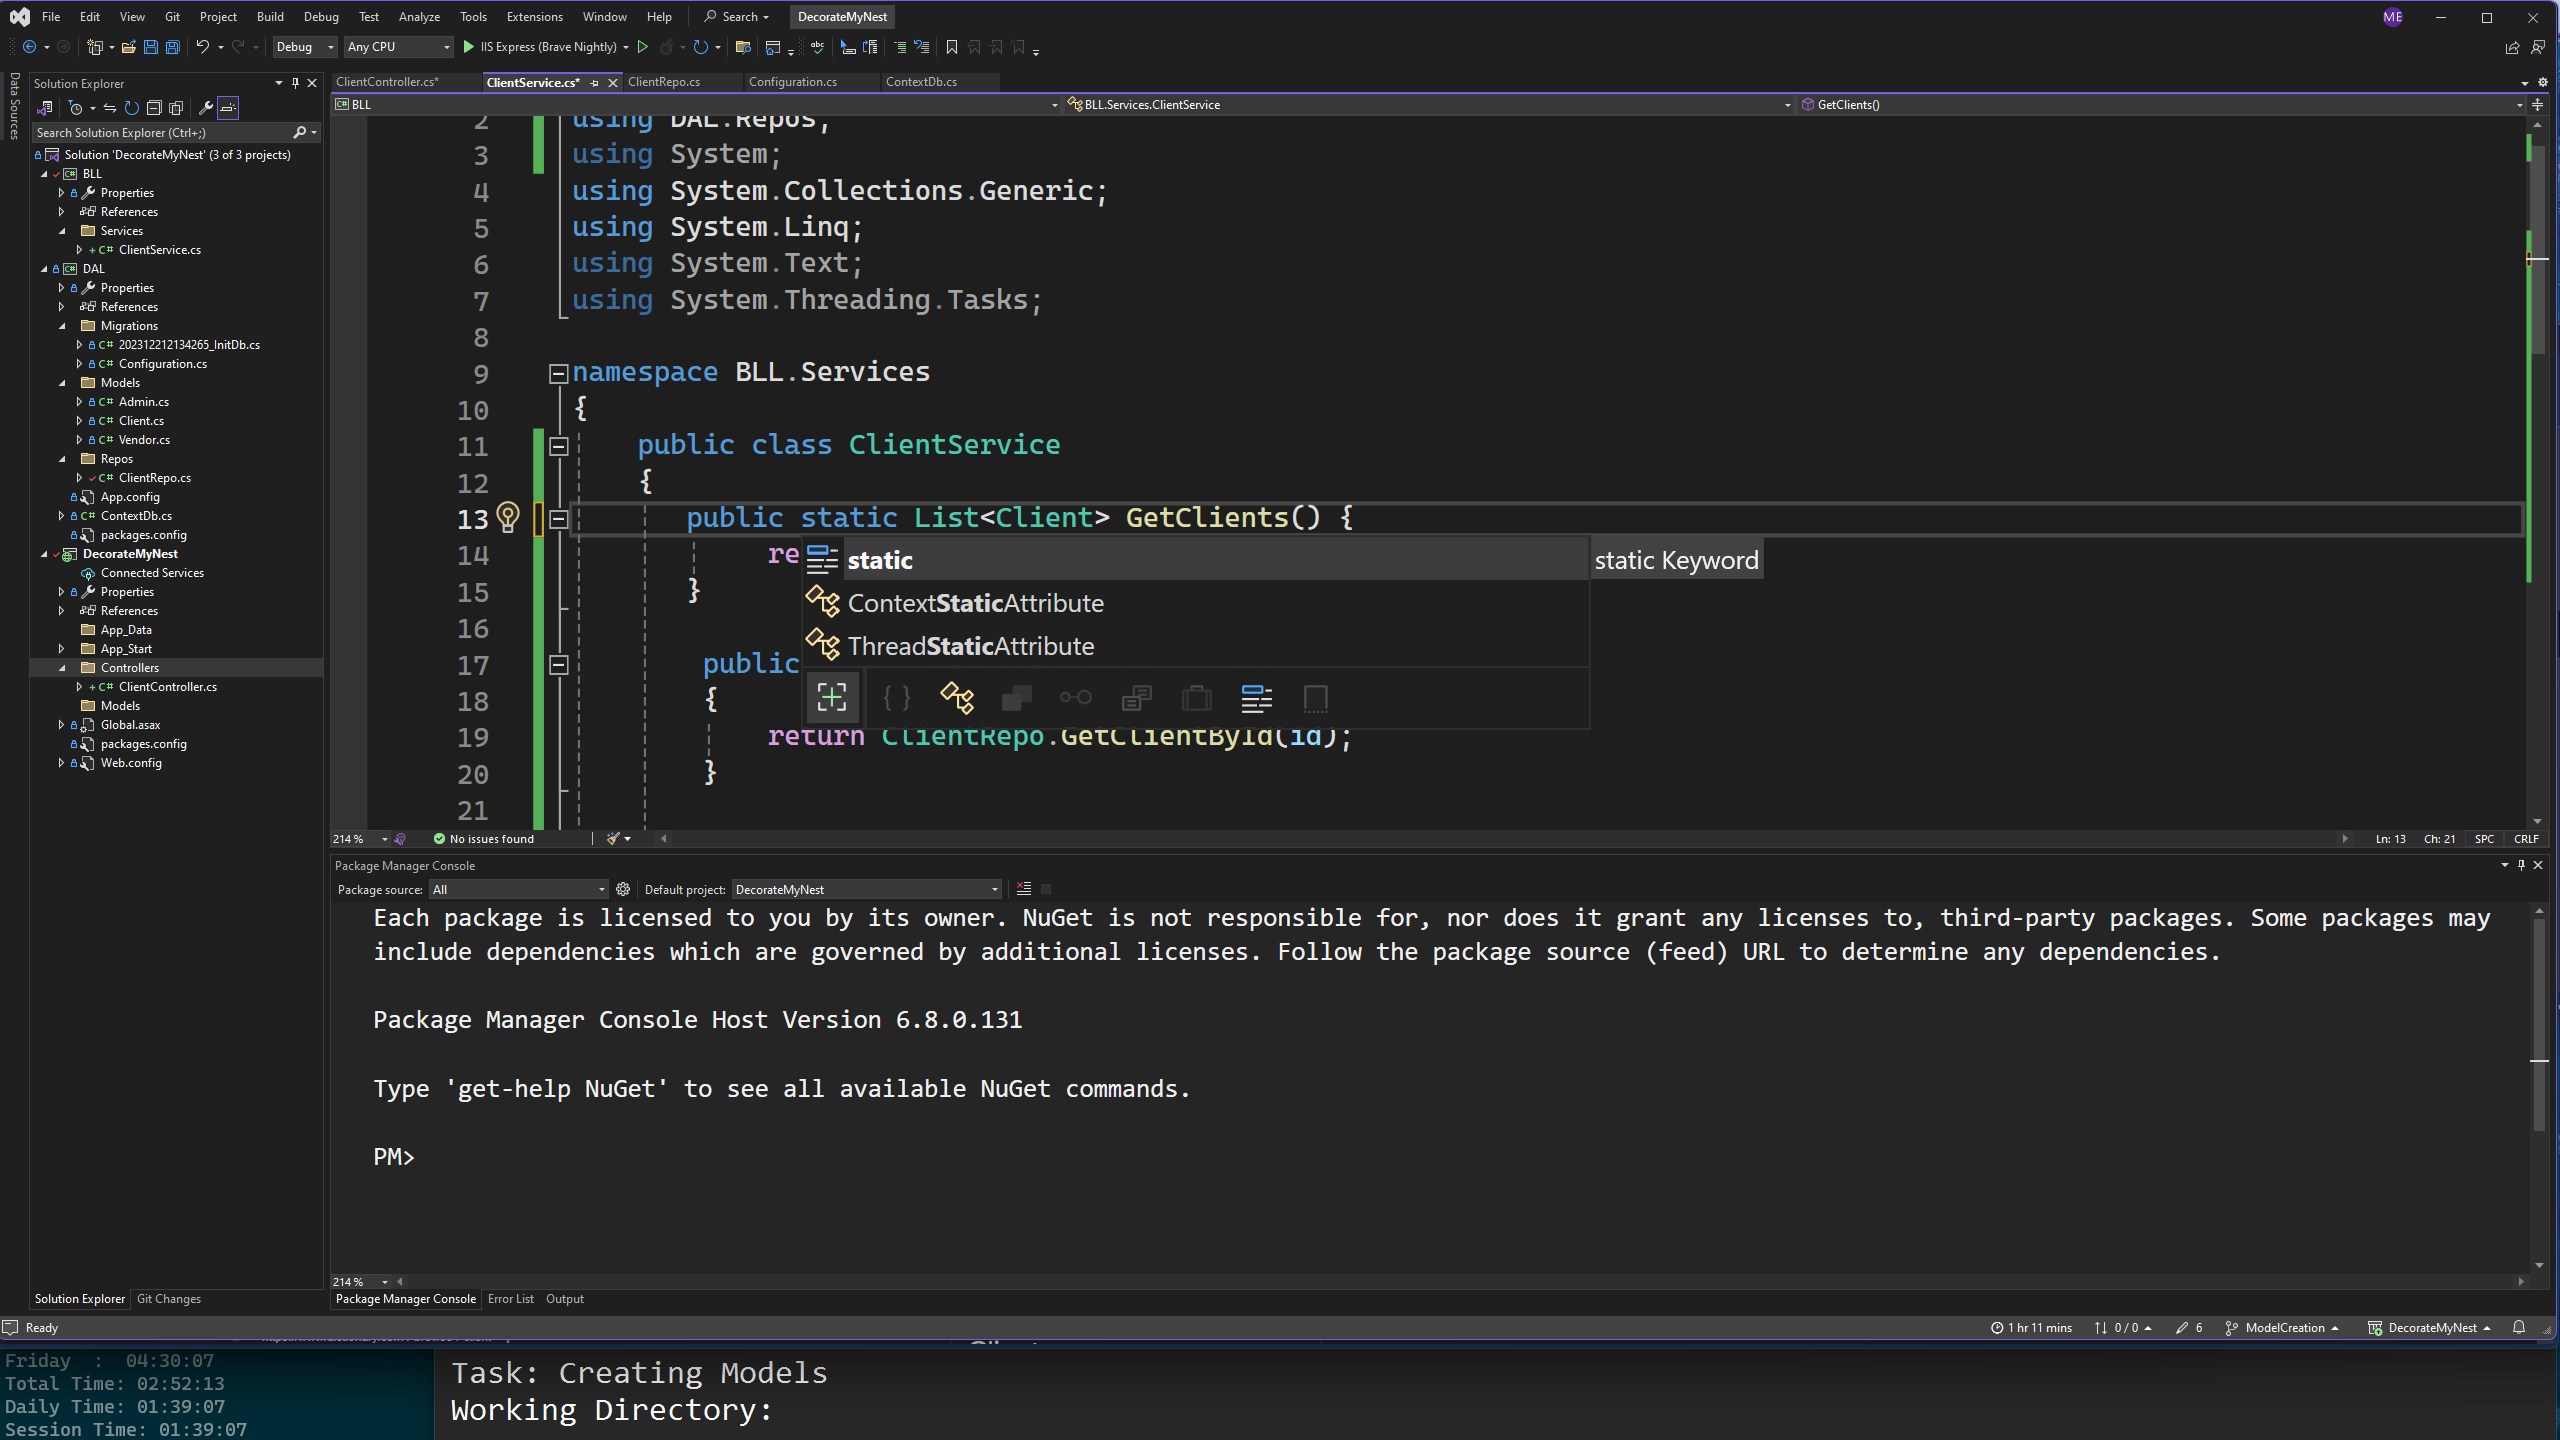 File Edit View Git Project Build Debug Test Analyze Tools Extensions Window Help Search DecorateMyNest ME
Debug Any CPU IIS Express (Brave Nightly)
Data Sources
Solution Explorer
Search Solution Explorer (Ctrl+;)
Solution 'DecorateMyNest' (3 of 3 projects)
BLL
Properties
References
Services
C# ClientService.cs
DAL
Properties
References
Migrations
C# 202312212134265_InitDb.cs
C# Configuration.cs
Models
C# Admin.cs
C# Client.cs
C# Vendor.cs
Repos
C# ClientRepo.cs
App.config
C# ContextDb.cs
packages.config
DecorateMyNest
Connected Services
Properties
References
App_Data
App_Start
Controllers
C# ClientController.cs
Models
Global.asax
packages.config
Web.config
Solution Explorer Git Changes
ClientController.cs* ClientService.cs* ClientRepo.cs Configuration.cs ContextDb.cs
BLL BLL.Services.ClientService GetClients()
2 using DAL.Repos;
3 using System;
4 using System.Collections.Generic;
5 using System.Linq;
6 using System.Text;
7 using System.Threading.Tasks;
8
9 namespace BLL.Services
10 {
11 public class ClientService
12 {
13 public static List<Client> GetClients() {
14 re
static static Keyword
15 }
ContextStaticAttribute
16
ThreadStaticAttribute
17 public
18 {
19 return ClientRepo.GetClientById(id);
20 }
21
214 % No issues found Ln: 13 Ch: 21 SPC CRLF
Package Manager Console
Package source: All Default project: DecorateMyNest
Each package is licensed to you by its owner. NuGet is not responsible for, nor does it grant any licenses to, third-party packages. Some packages may
include dependencies which are governed by additional licenses. Follow the package source (feed) URL to determine any dependencies.
Package Manager Console Host Version 6.8.0.131
Type 'get-help NuGet' to see all available NuGet commands.
PM>
214 %
Package Manager Console Error List Output
Ready 1 hr 11 mins 0 / 0 6 ModelCreation DecorateMyNest
Friday : 04:30:07
Total Time: 02:52:13
Daily Time: 01:39:07
Session Time: 01:39:07
Task: Creating Models
Working Directory: